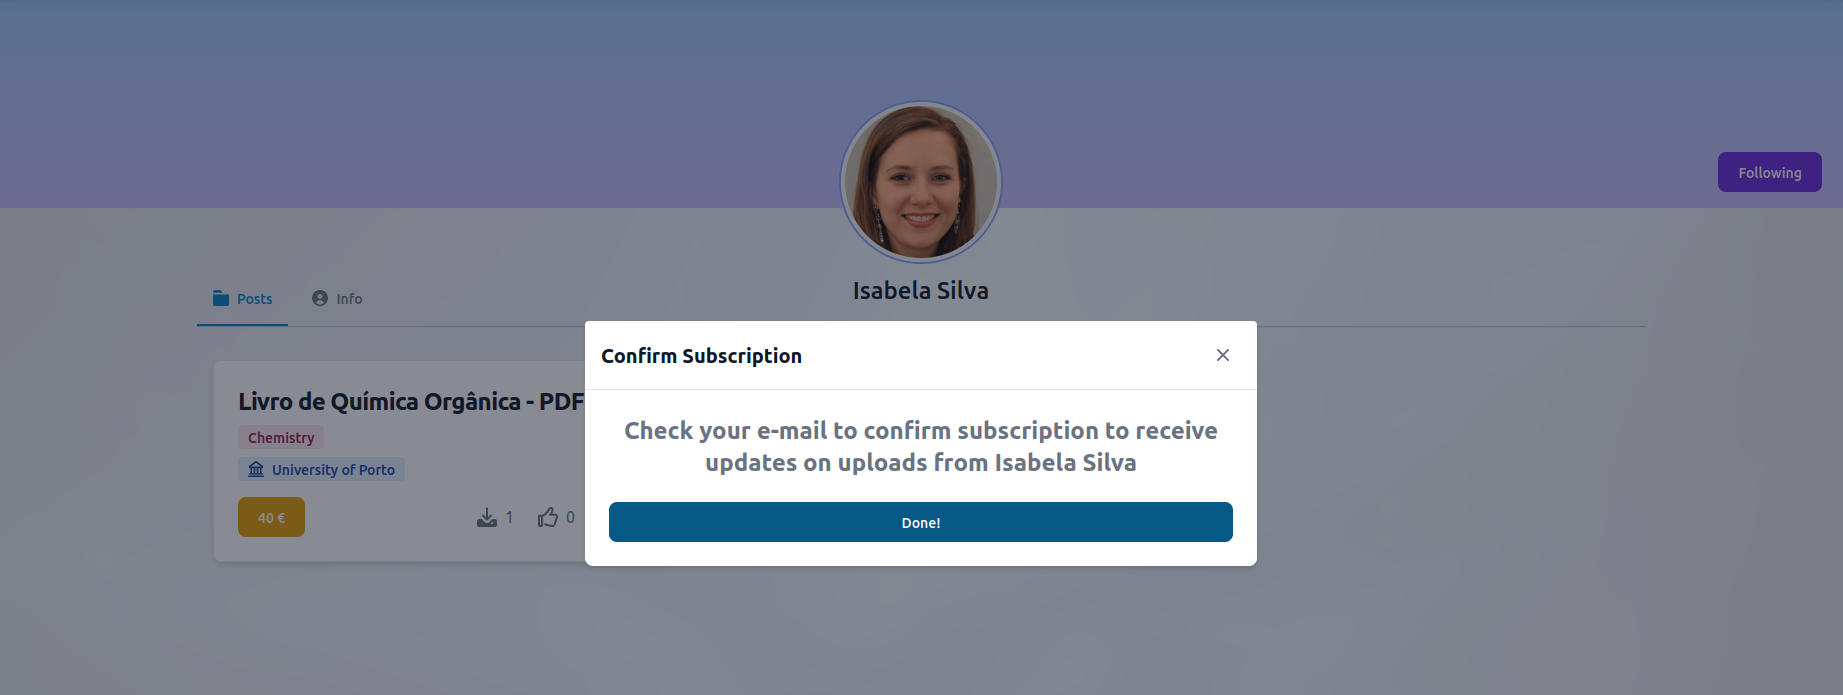 Following
Isabela Silva
Posts
Info
Confirm Subscription
Check your e-mail to confirm subscription to receive
updates on uploads from Isabela Silva
Done!
Livro de Química Orgânica - PDF
Chemistry
University of Porto
40 €
1
0